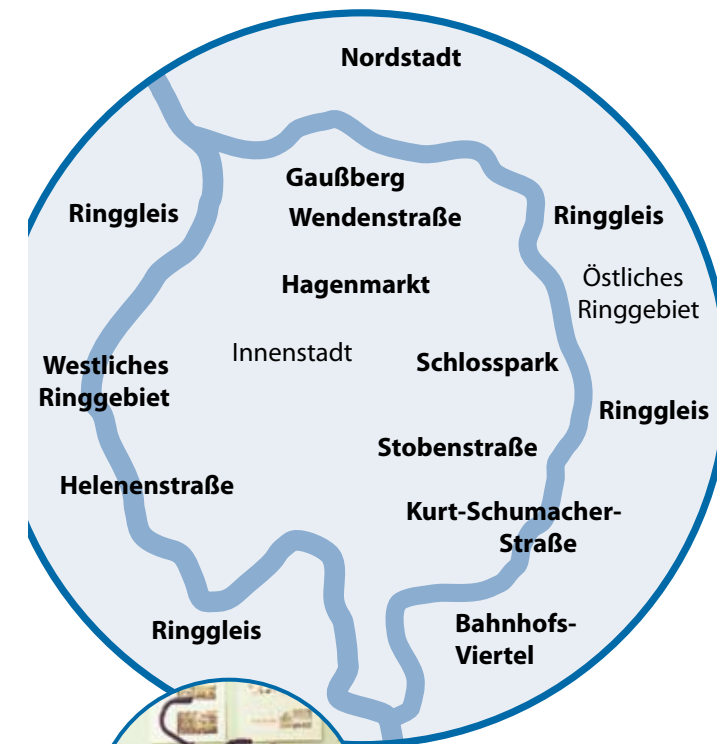 Nordstadt
Gaußberg
Ringgleis
Wendenstraße
Ringgleis
Hagenmarkt
Östliches
Ringgebiet
Innenstadt
Westliches
Ringgebiet
Schlosspark
Ringgleis
Stobenstraße
Helenenstraße
Kurt-Schumacher-
Straße
Ringgleis
Bahnhofs-
Viertel